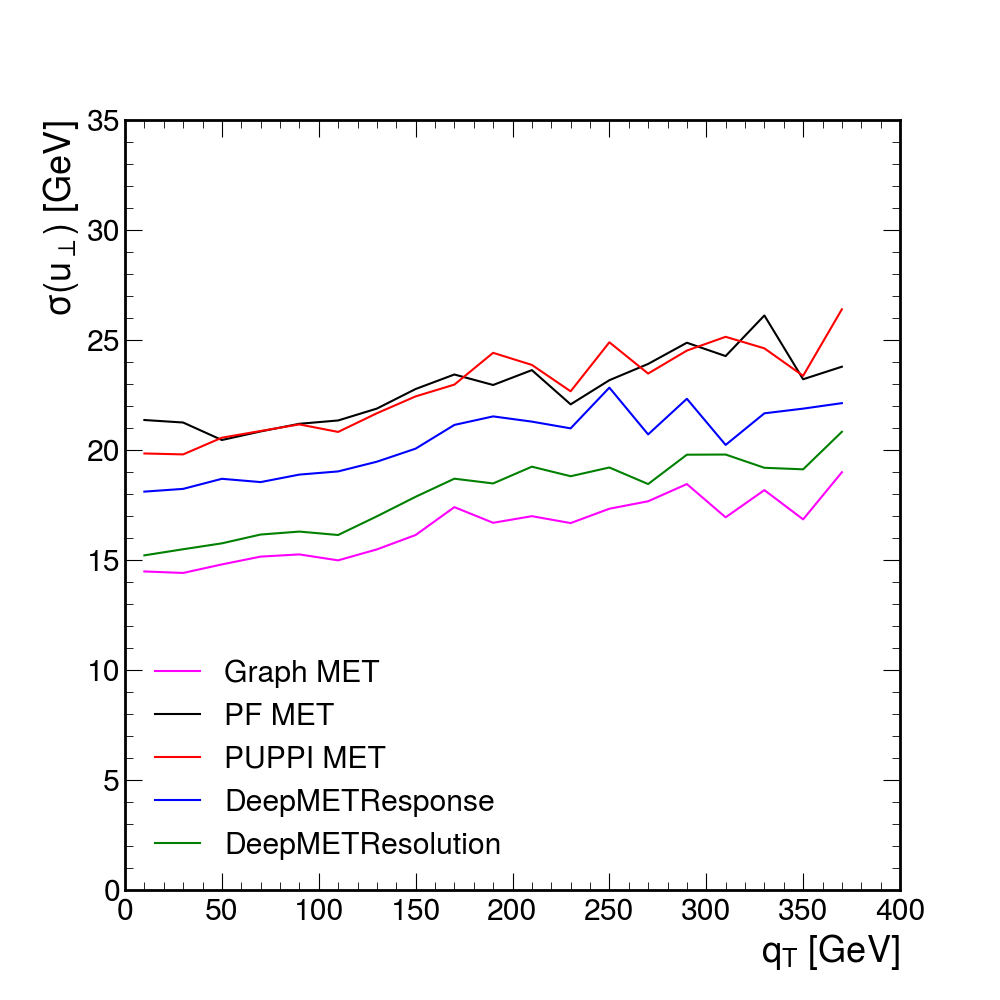 σ(u⊥) [GeV]
35
30
25
20
15
10
5
0
Graph MET
PF MET
PUPPI MET
DeepMETResponse
DeepMETResolution
0 50 100 150 200 250 300 350 400
qT [GeV]